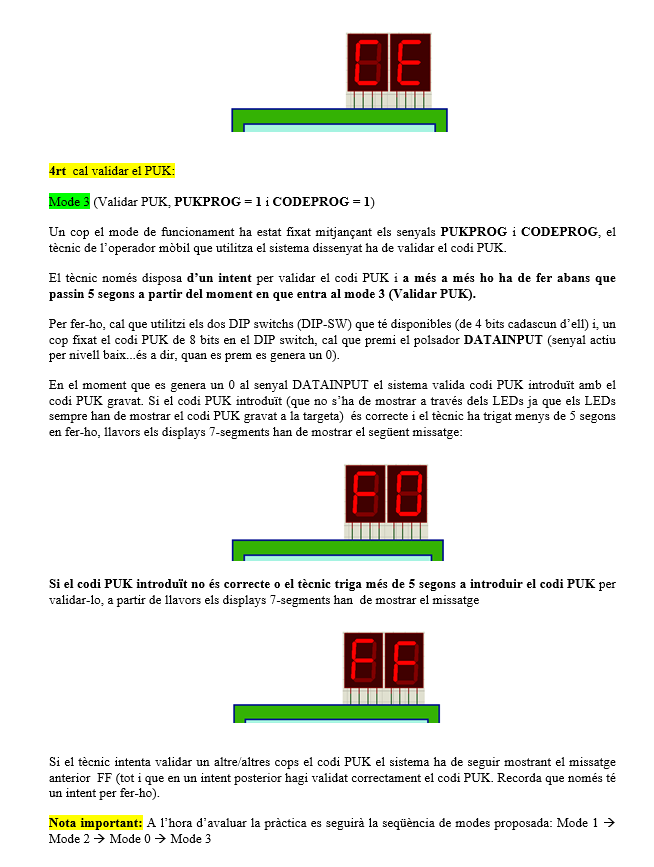 CE
4rt cal validar el PUK:
Mode 3 (Validar PUK, PUKPROG = 1 i CODEPROG = 1)
Un cop el mode de funcionament ha estat fixat mitjançant els senyals PUKPROG i CODEPROG, el
tècnic de l’operador mòbil que utilitza el sistema dissenyat ha de validar el codi PUK.
El tècnic només disposa d’un intent per validar el codi PUK i a més a més ho ha de fer abans que
passin 5 segons a partir del moment en que entra al mode 3 (Validar PUK).
Per fer-ho, cal que utilitzi els dos DIP switchs (DIP-SW) que té disponibles (de 4 bits cadascun d’ell) i, un
cop fixat el codi PUK de 8 bits en el DIP switch, cal que premi el polsador DATAINPUT (senyal actiu
per nivell baix...és a dir, quan es prem es genera un 0).
En el moment que es genera un 0 al senyal DATAINPUT el sistema valida codi PUK introduït amb el
codi PUK gravat. Si el codi PUK introduït (que no s’ha de mostrar a través dels LEDs ja que els LEDs
sempre han de mostrar el codi PUK gravat a la targeta) és correcte i el tècnic ha trigat menys de 5 segons
en fer-ho, llavors els displays 7-segments han de mostrar el següent missatge:
F0
Si el codi PUK introduït no és correcte o el tècnic triga més de 5 segons a introduir el codi PUK per
validar-lo, a partir de llavors els displays 7-segments han de mostrar el missatge
FF
Si el tècnic intenta validar un altre/altres cops el codi PUK el sistema ha de seguir mostrant el missatge
anterior FF (tot i que en un intent posterior hagi validat correctament el codi PUK. Recorda que només té
un intent per fer-ho).
Nota important: A l’hora d’avaluar la pràctica es seguirà la seqüència de modes proposada: Mode 1 →
Mode 2 → Mode 0 → Mode 3